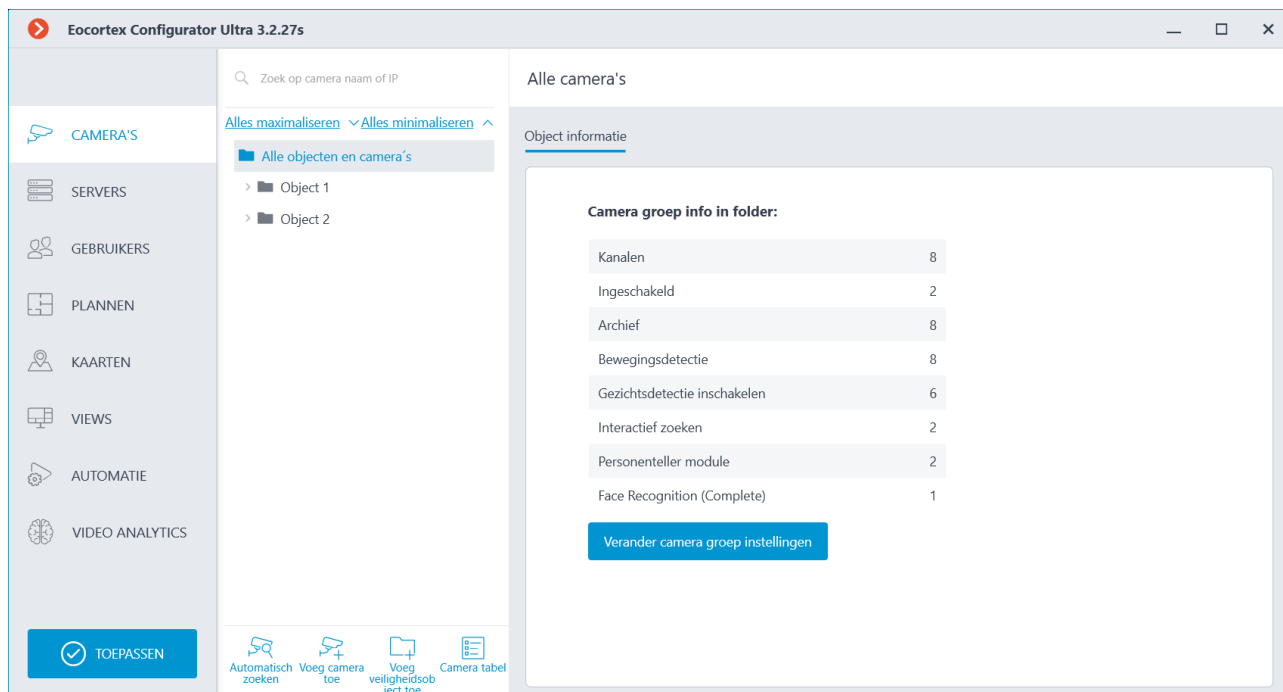 Eocortex Configurator Ultra 3.2.27s
Zoek op camera naam of IP
Alle camera's
Alles maximaliseren Alles minimaliseren
CAMERA'S
SERVERS
GEBRUIKERS
PLANNEN
KAARTEN
VIEWS
AUTOMATIE
VIDEO ANALYTICS
TOEPASSEN
Alle objecten en camera´s
Object 1
Object 2
Automatisch zoeken
Voeg camera toe
Voeg veiligheidsob ject toe
Camera tabel
Object informatie
Camera groep info in folder:
Kanalen 8
Ingeschakeld 2
Archief 8
Bewegingsdetectie 8
Gezichtsdetectie inschakelen 6
Interactief zoeken 2
Personenteller module 2
Face Recognition (Complete) 1
Verander camera groep instellingen